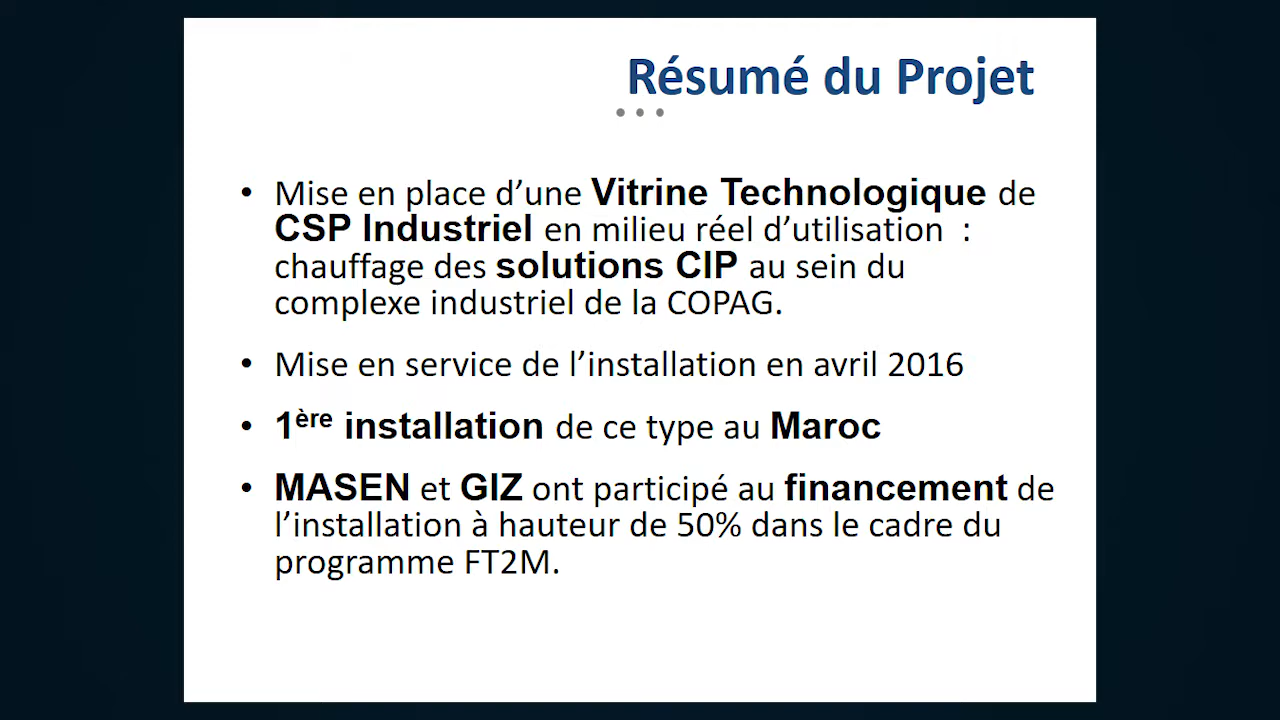 Résumé du Projet
• Mise en place d’une Vitrine Technologique de
CSP Industriel en milieu réel d’utilisation :
chauffage des solutions CIP au sein du
complexe industriel de la COPAG.
• Mise en service de l’installation en avril 2016
• 1ère installation de ce type au Maroc
• MASEN et GIZ ont participé au financement de
l’installation à hauteur de 50% dans le cadre du
programme FT2M.